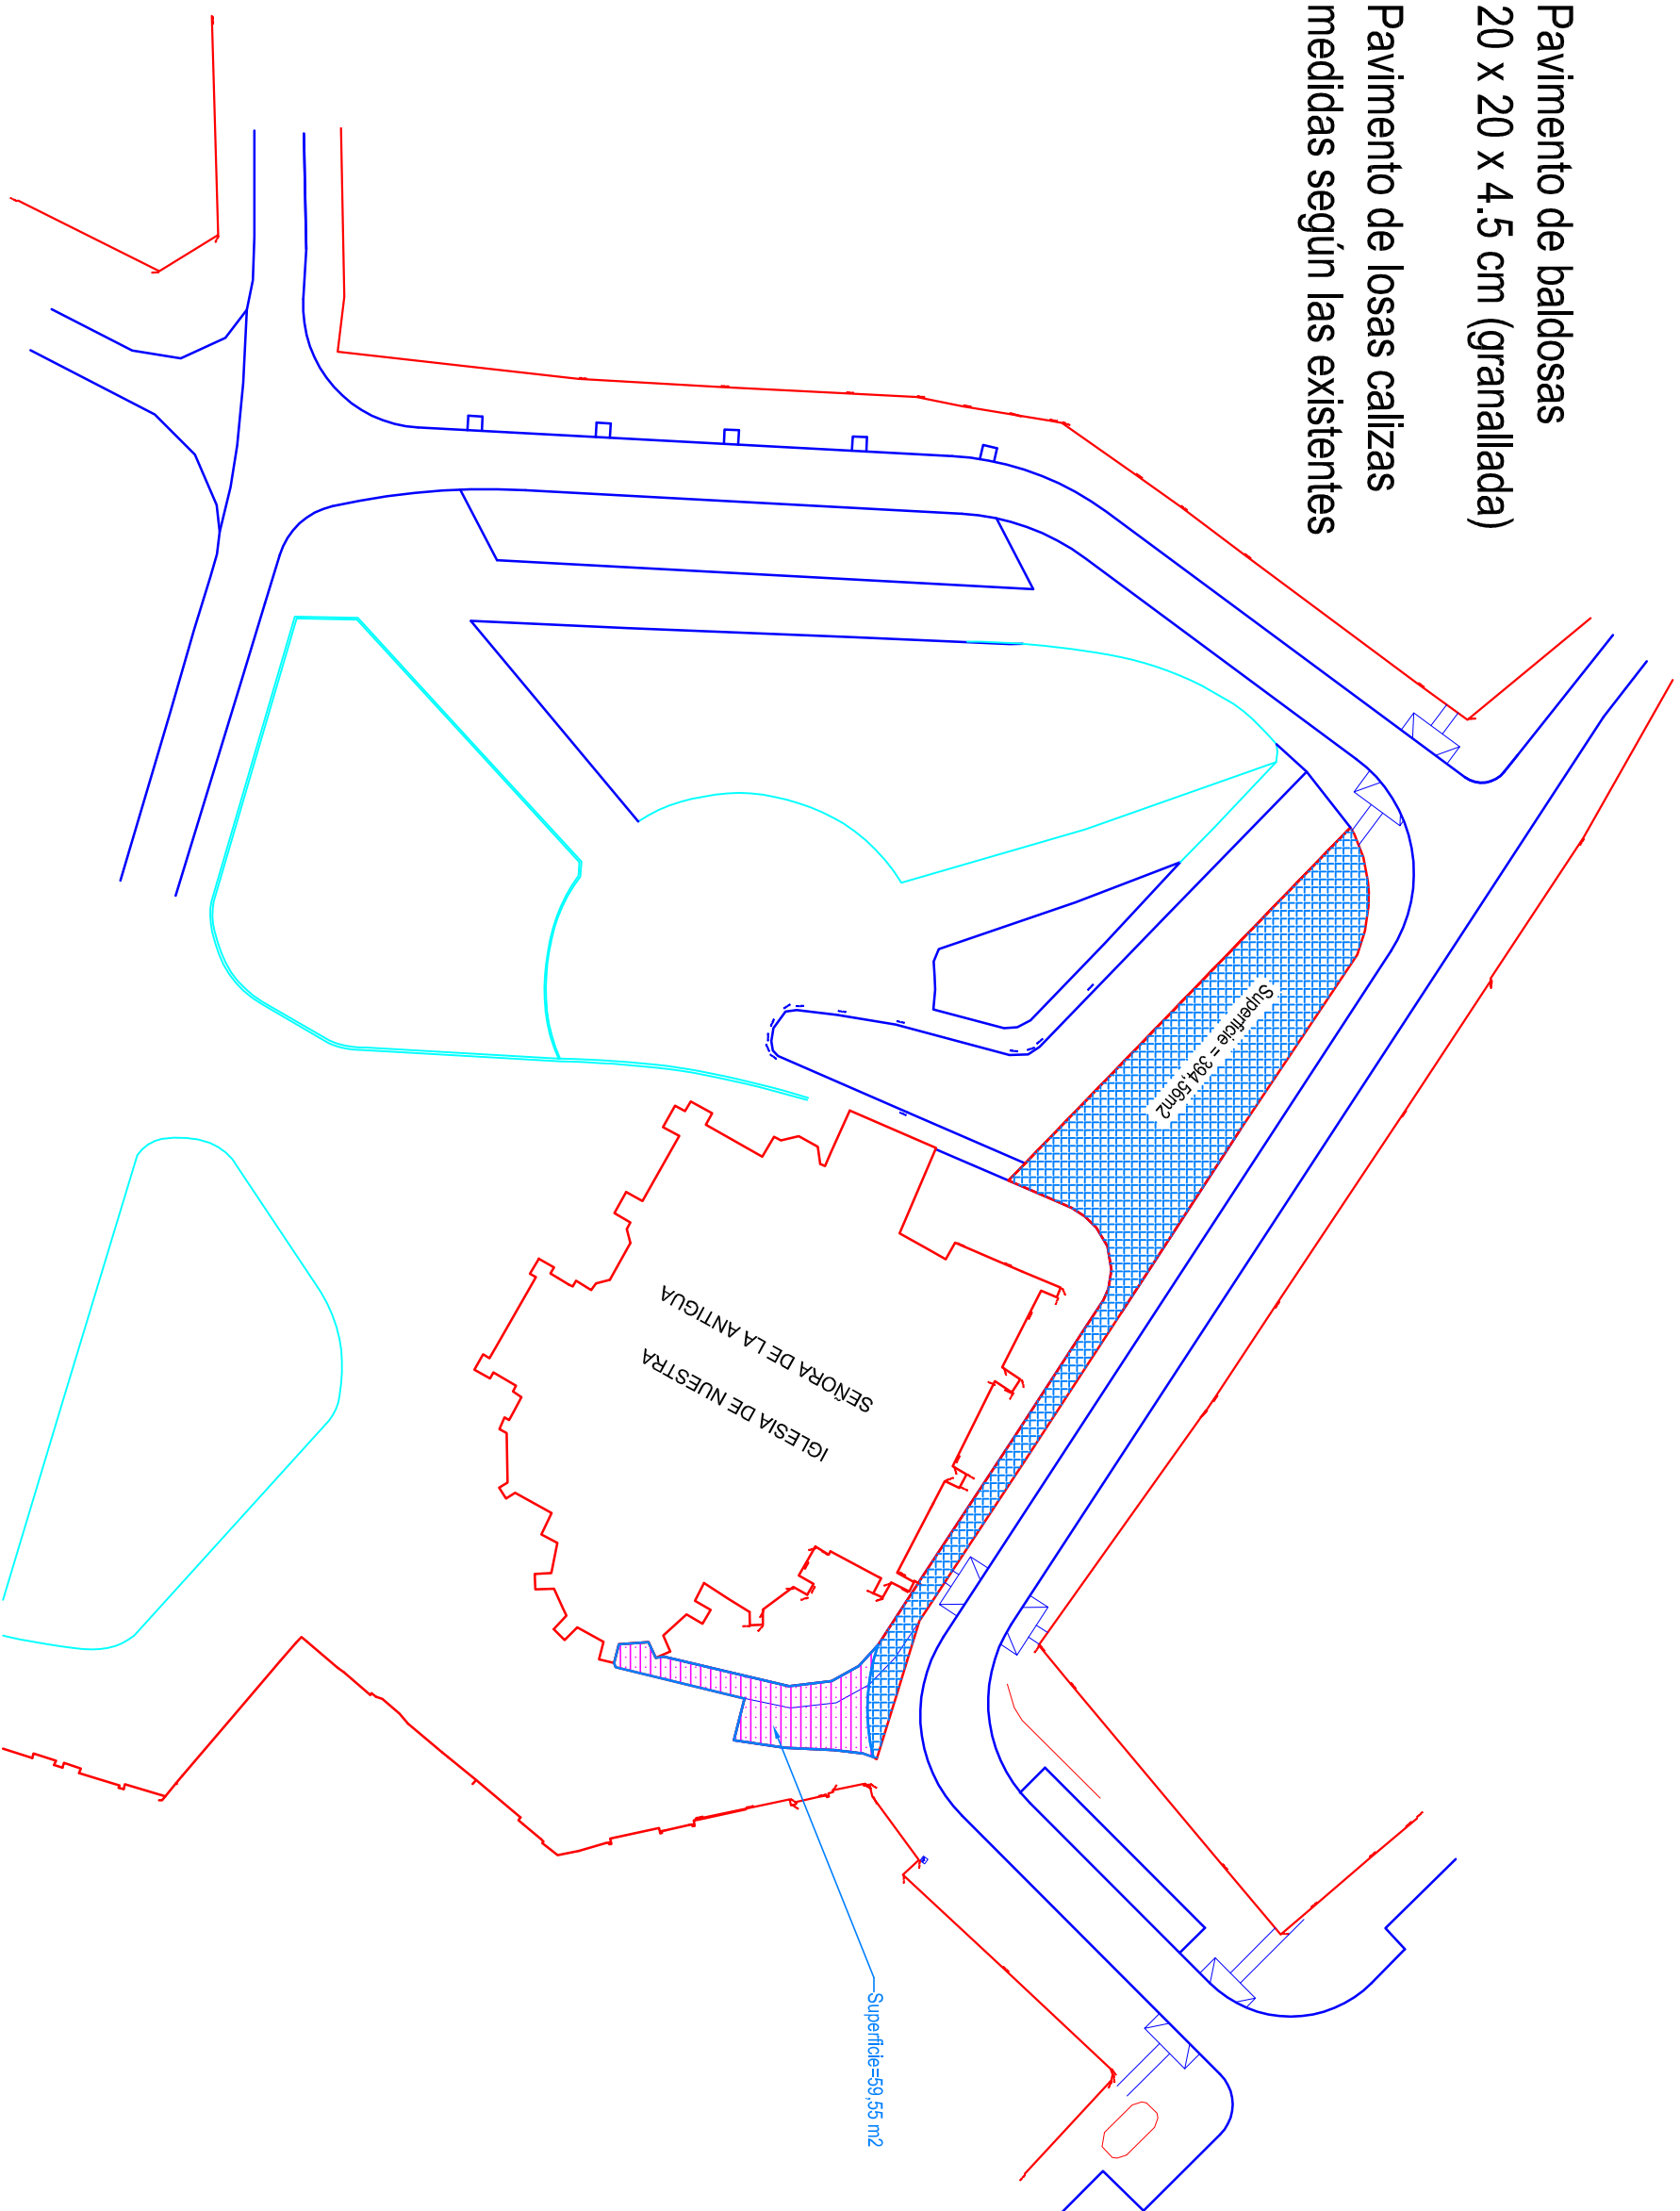 Pavimento de baldosas
20 x 20 x 4.5 cm (granallada)
Pavimento de losas calizas
medidas según las existentes
Superficie = 394,56m2
IGLESIA DE NUESTRA
SEÑORA DE LA ANTIGUA
Superficie=59,55 m2